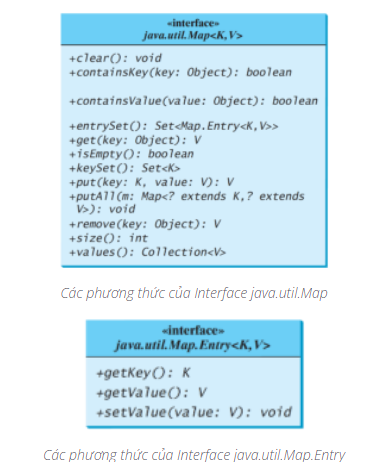 «interface»
java.util.Map<K,V>
+clear(): void
+containsKey(key: Object): boolean
+containsValue(value: Object): boolean
+entrySet(): Set<Map.Entry<K,V>>
+get(key: Object): V
+isEmpty(): boolean
+keySet(): Set<K>
+put(key: K, value: V): V
+putAll(m: Map<? extends K,? extends
V>): void
+remove(key: Object): V
+size(): int
+values(): Collection<V>
Các phương thức của Interface java.util.Map
«interface»
java.util.Map.Entry<K,V>
+getKey(): K
+getValue(): V
+setValue(value: V): void
Các phương thức của Interface java.util.Map.Entry